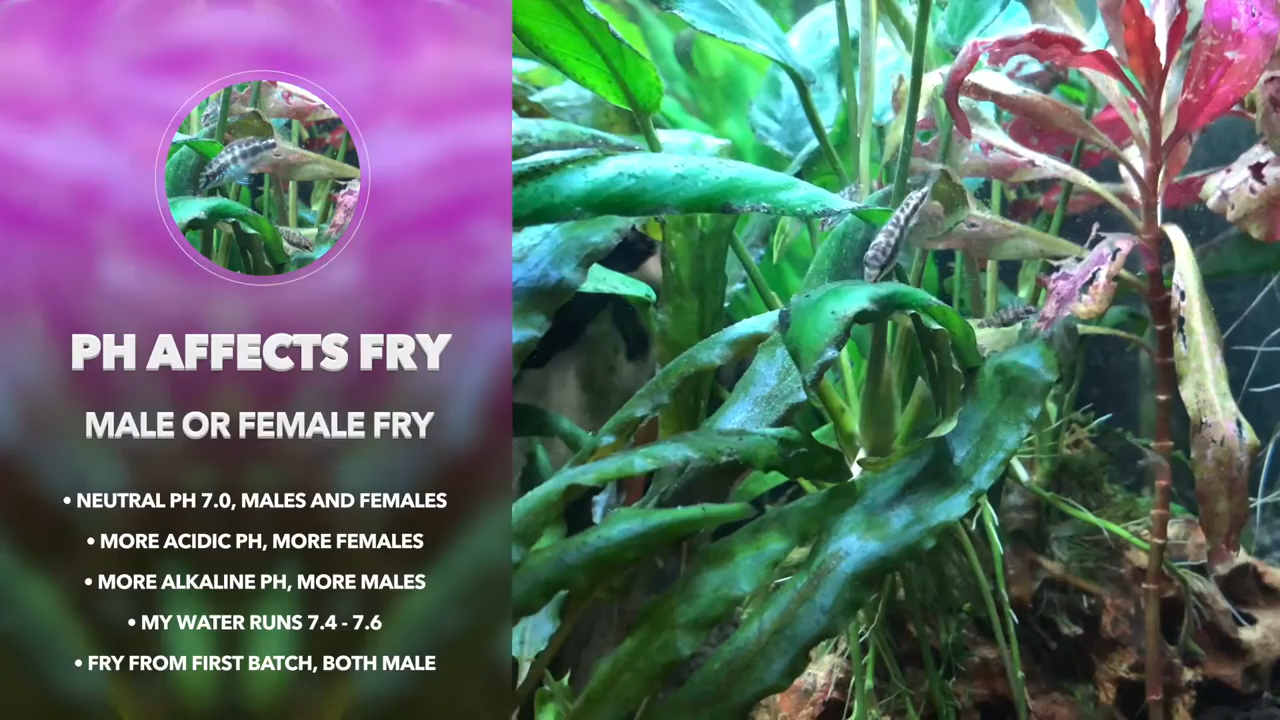 PH AFFECTS FRY
MALE OR FEMALE FRY
• NEUTRAL PH 7.0, MALES AND FEMALES
• MORE ACIDIC PH, MORE FEMALES
• MORE ALKALINE PH, MORE MALES
• MY WATER RUNS 7.4 - 7.6
• FRY FROM FIRST BATCH, BOTH MALE